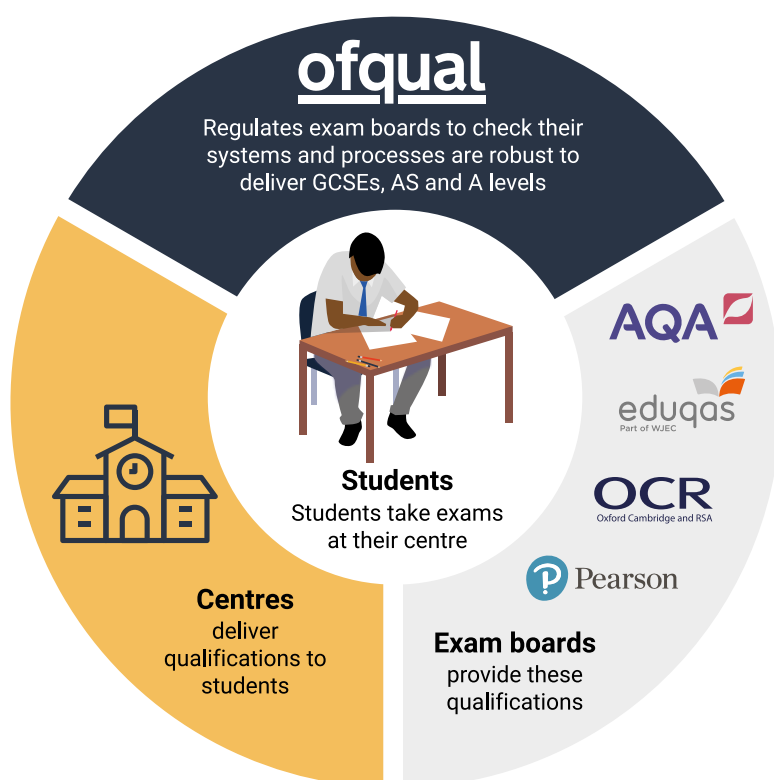 ofqual
Regulates exam boards to check their
systems and processes are robust to
deliver GCSEs, AS and A levels
AQA
eduqas
Part of WJEC
OCR
Oxford Cambridge and RSA
Pearson
Students
Students take exams
at their centre
Centres
deliver
qualifications to
students
Exam boards
provide these
qualifications